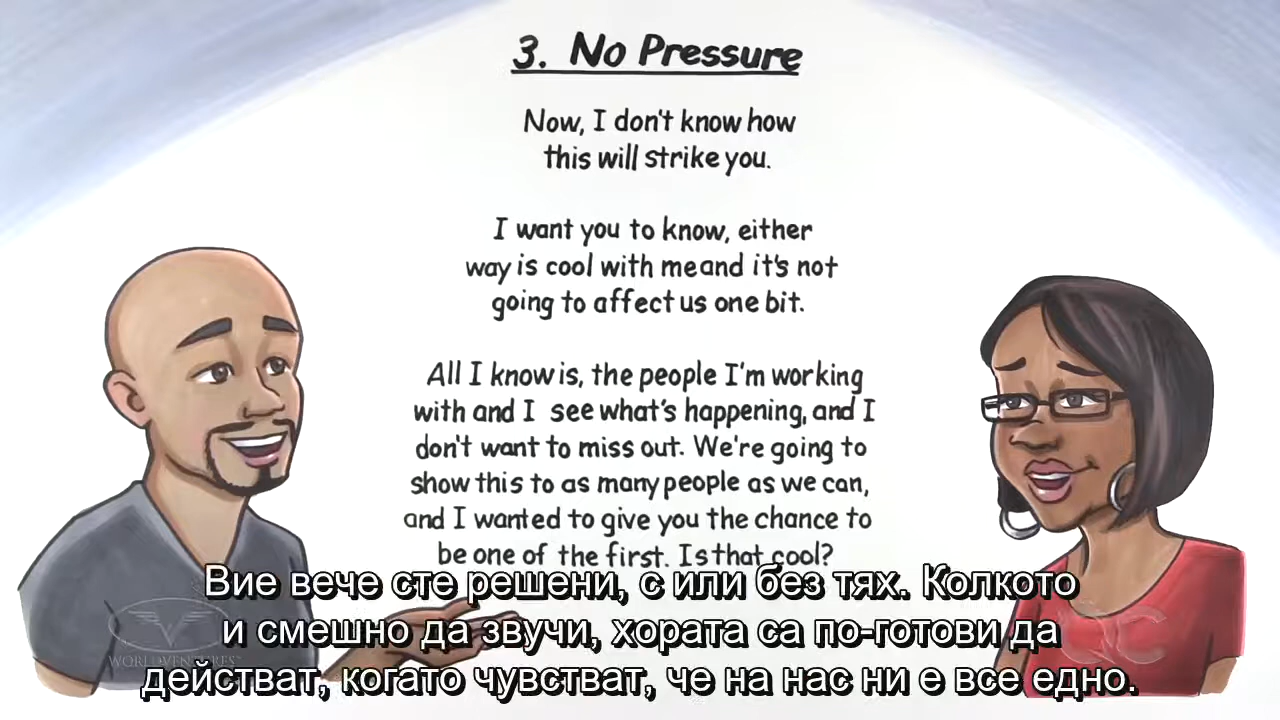 3. No Pressure
Now, I don't know how
this will strike you.
I want you to know, either
way is cool with me and it's not
going to affect us one bit.
All I know is, the people I'm working
with and I see what's happening, and I
don't want to miss out. We're going to
show this to as many people as we can,
and I wanted to give you the chance to
be one of the first. Is that cool?
Вие вече сте решени, с или без тях. Колкото
и смешно да звучи, хората са по-готови да
действат, когато чувстват, че на нас ни е все едно.
WORLDVENTURES™